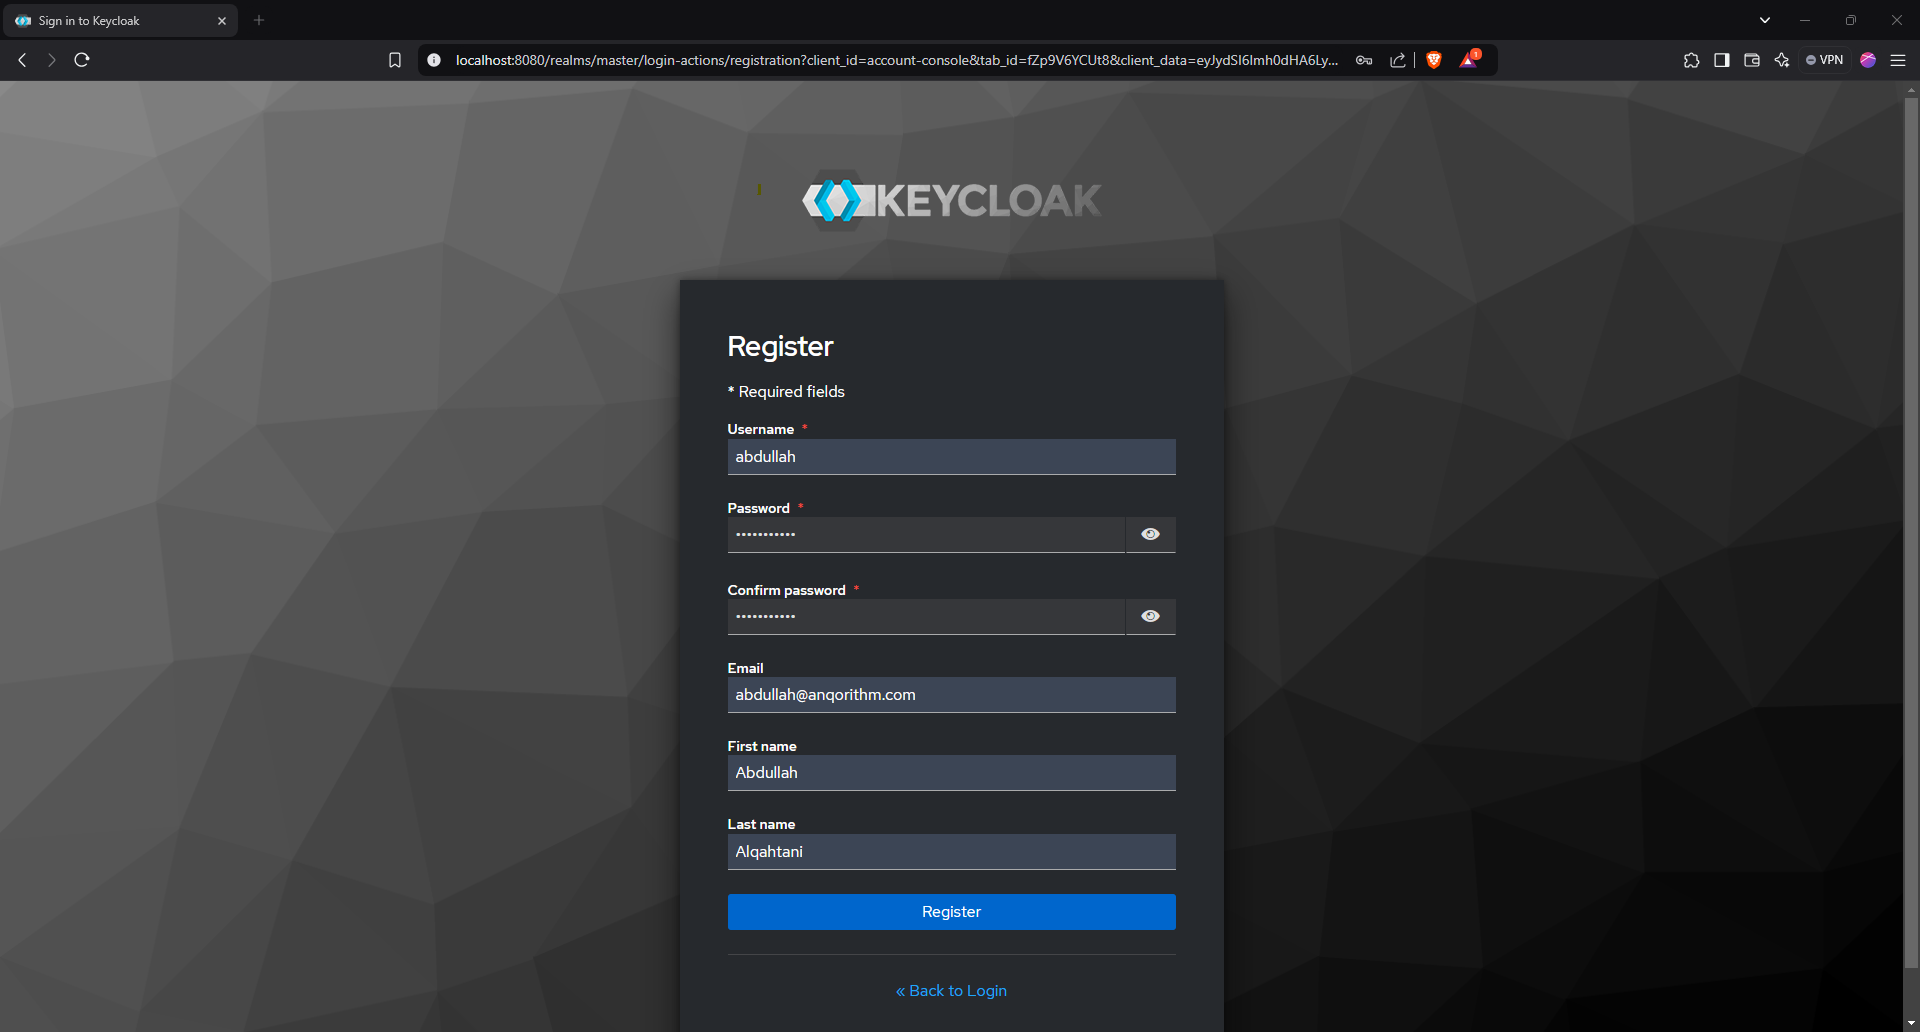 Sign in to Keycloak
localhost:8080/realms/master/login-actions/registration?client_id=account-console&tab_id=fZp9V6YCUt8&client_data=eyJydSI6Imh0dHA6Ly...
1
VPN
KEYCLOAK
Register
* Required fields
Username *
abdullah
Password *
•••••••••••
Confirm password *
•••••••••••
Email
abdullah@anqorithm.com
First name
Abdullah
Last name
Alqahtani
Register
« Back to Login